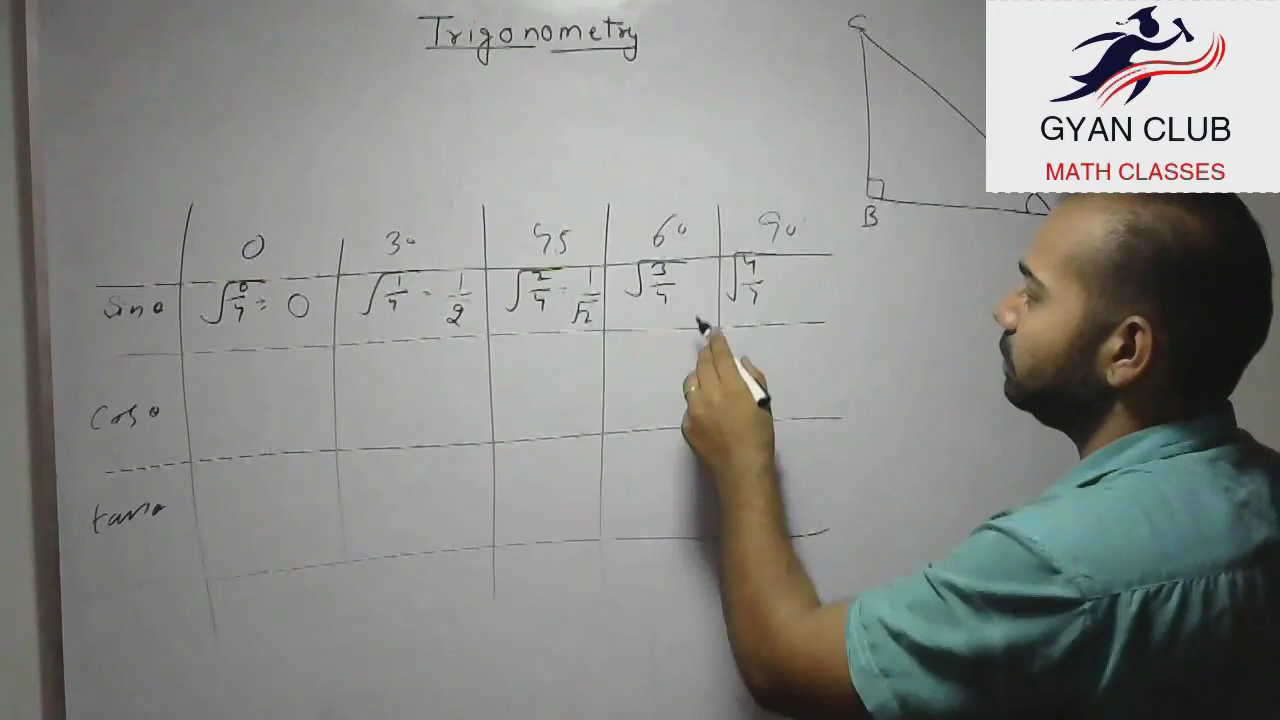 Trigonometry
C
GYAN CLUB
MATH CLASSES
B
0 30 45 60 90
Sinθ √0/4 = 0 √1/4 = 1/2 √2/4 = 1/√2 √3/4 √4/4
Cosθ
tanθ